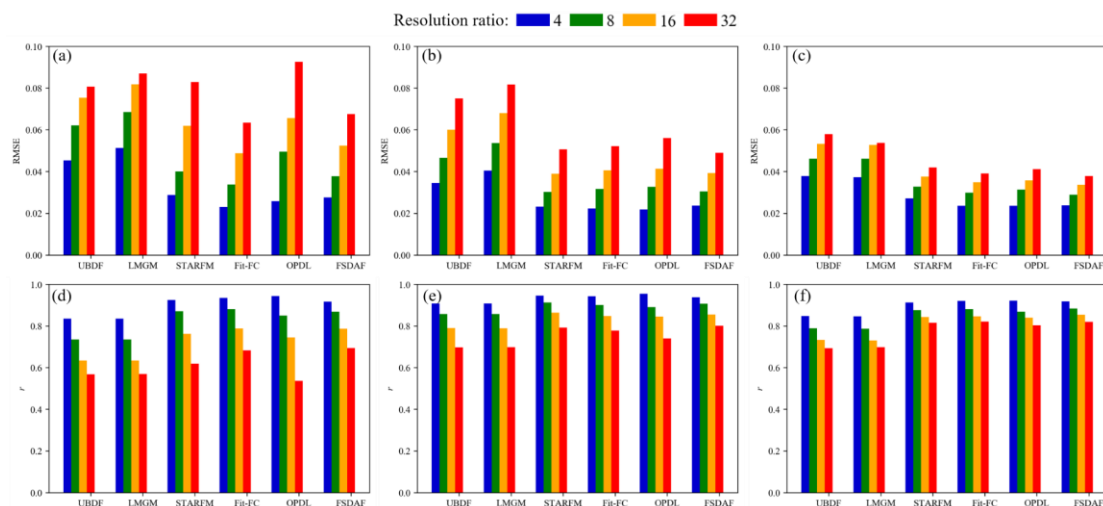 Resolution ratio: 4 8 16 32
(a) (b) (c)
0.10 0.10 0.10
0.08 0.08 0.08
0.06 0.06 0.06
RMSE RMSE RMSE
0.04 0.04 0.04
0.02 0.02 0.02
0.00 0.00 0.00
UBDF LMGM STARFM Fit-FC OPDL FSDAF UBDF LMGM STARFM Fit-FC OPDL FSDAF UBDF LMGM STARFM Fit-FC OPDL FSDAF
1.0 1.0 1.0
(d) (e) (f)
0.8 0.8 0.8
0.6 0.6 0.6
r r r
0.4 0.4 0.4
0.2 0.2 0.2
0.0 0.0 0.0
UBDF LMGM STARFM Fit-FC OPDL FSDAF UBDF LMGM STARFM Fit-FC OPDL FSDAF UBDF LMGM STARFM Fit-FC OPDL FSDAF